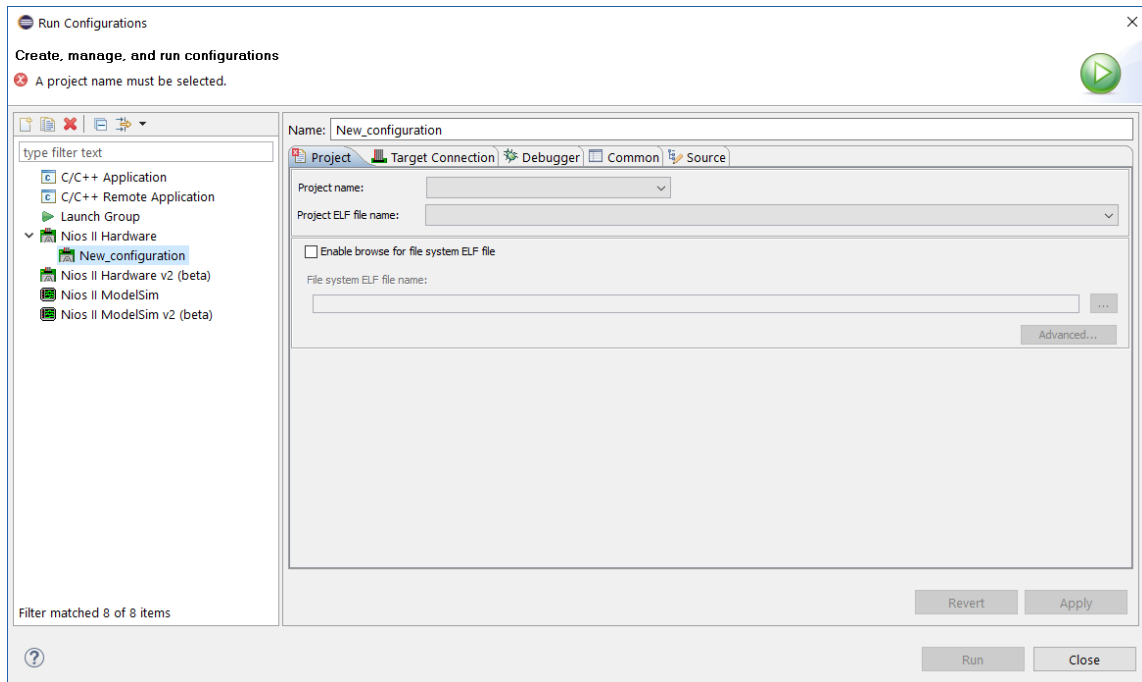 Run Configurations
Create, manage, and run configurations
A project name must be selected.
Name: New_configuration
type filter text
Project Target Connection Debugger Common Source
C/C++ Application
Project name:
C/C++ Remote Application
Launch Group
Project ELF file name:
Nios II Hardware
New_configuration
Enable browse for file system ELF file
Nios II Hardware v2 (beta)
File system ELF file name:
Nios II ModelSim
...
Nios II ModelSim v2 (beta)
Advanced...
Filter matched 8 of 8 items
Revert Apply
Run Close